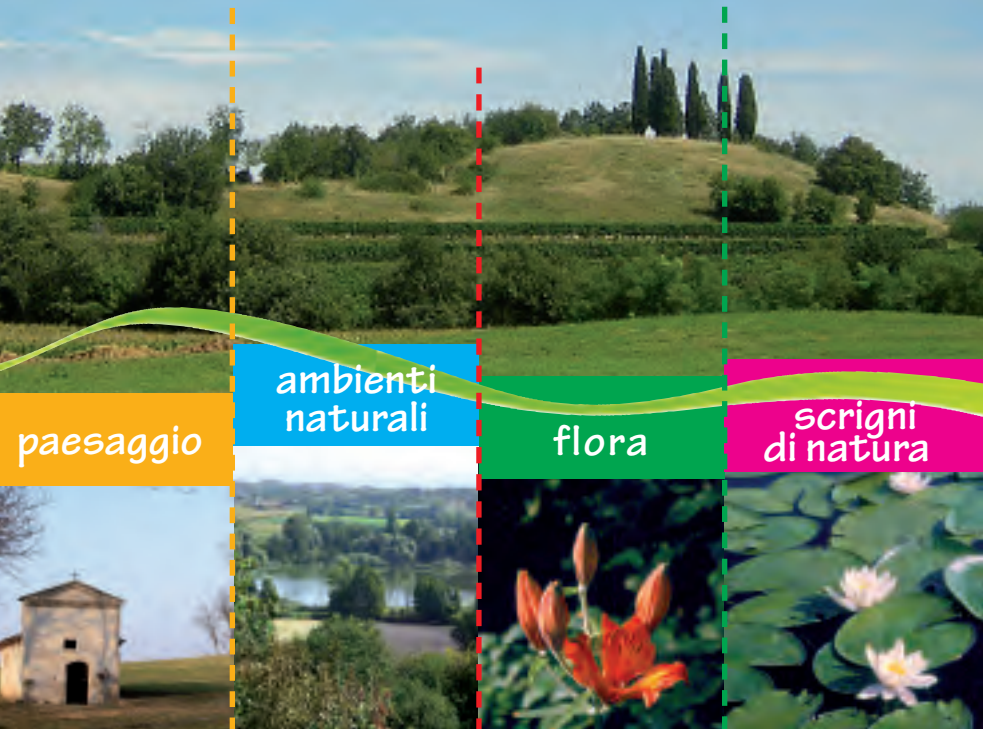 paesaggio
ambienti
naturali
flora
scrigni
di natura